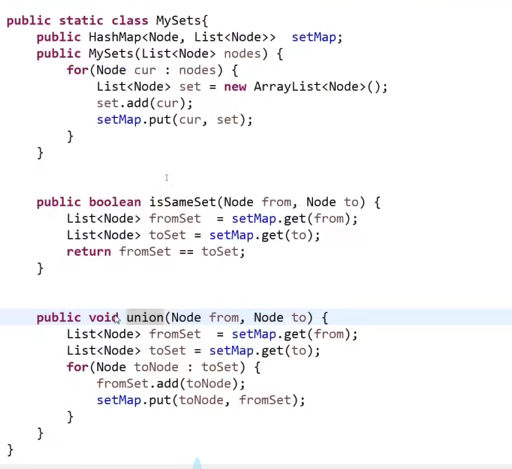 public static class MySets{
    public HashMap<Node, List<Node>>  setMap;
    public MySets(List<Node> nodes) {
        for(Node cur : nodes) {
            List<Node> set = new ArrayList<Node>();
            set.add(cur);
            setMap.put(cur, set);
        }
    }
    public boolean isSameSet(Node from, Node to) {
        List<Node> fromSet  = setMap.get(from);
        List<Node> toSet = setMap.get(to);
        return fromSet == toSet;
    }
    public void union(Node from, Node to) {
        List<Node> fromSet  = setMap.get(from);
        List<Node> toSet = setMap.get(to);
        for(Node toNode : toSet) {
            fromSet.add(toNode);
            setMap.put(toNode, fromSet);
        }
    }
}